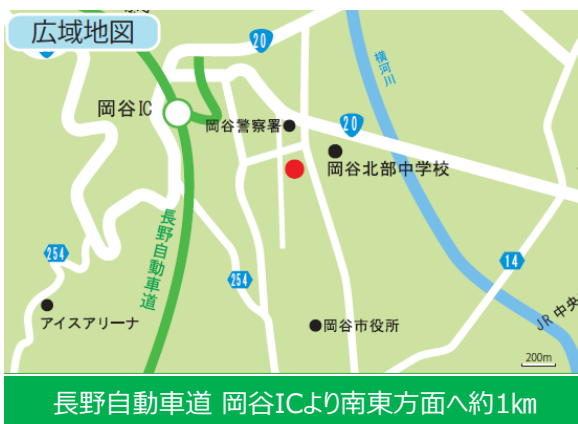 広域地図
20
横河川
岡谷IC
岡谷警察署
20
岡谷北部中学校
長野自動車道
254
254
14
アイスアリーナ
岡谷市役所
JR 中央
200m
長野自動車道 岡谷ICより南東方面へ約1km